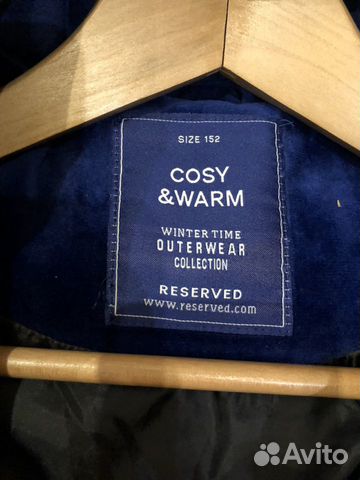 SIZE 152
COSY
&WARM
WINTER TIME
OUTERWEAR
COLLECTION
RESERVED
www.reserved.com
Avito